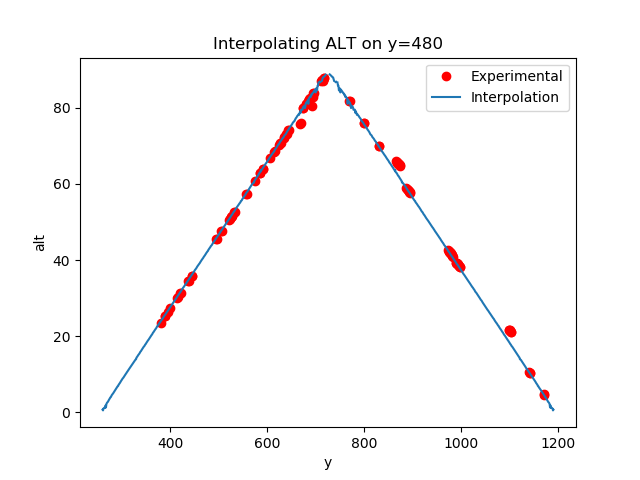 Interpolating ALT on y=480
Experimental
Interpolation
alt
80
60
40
20
0
400 600 800 1000 1200
y